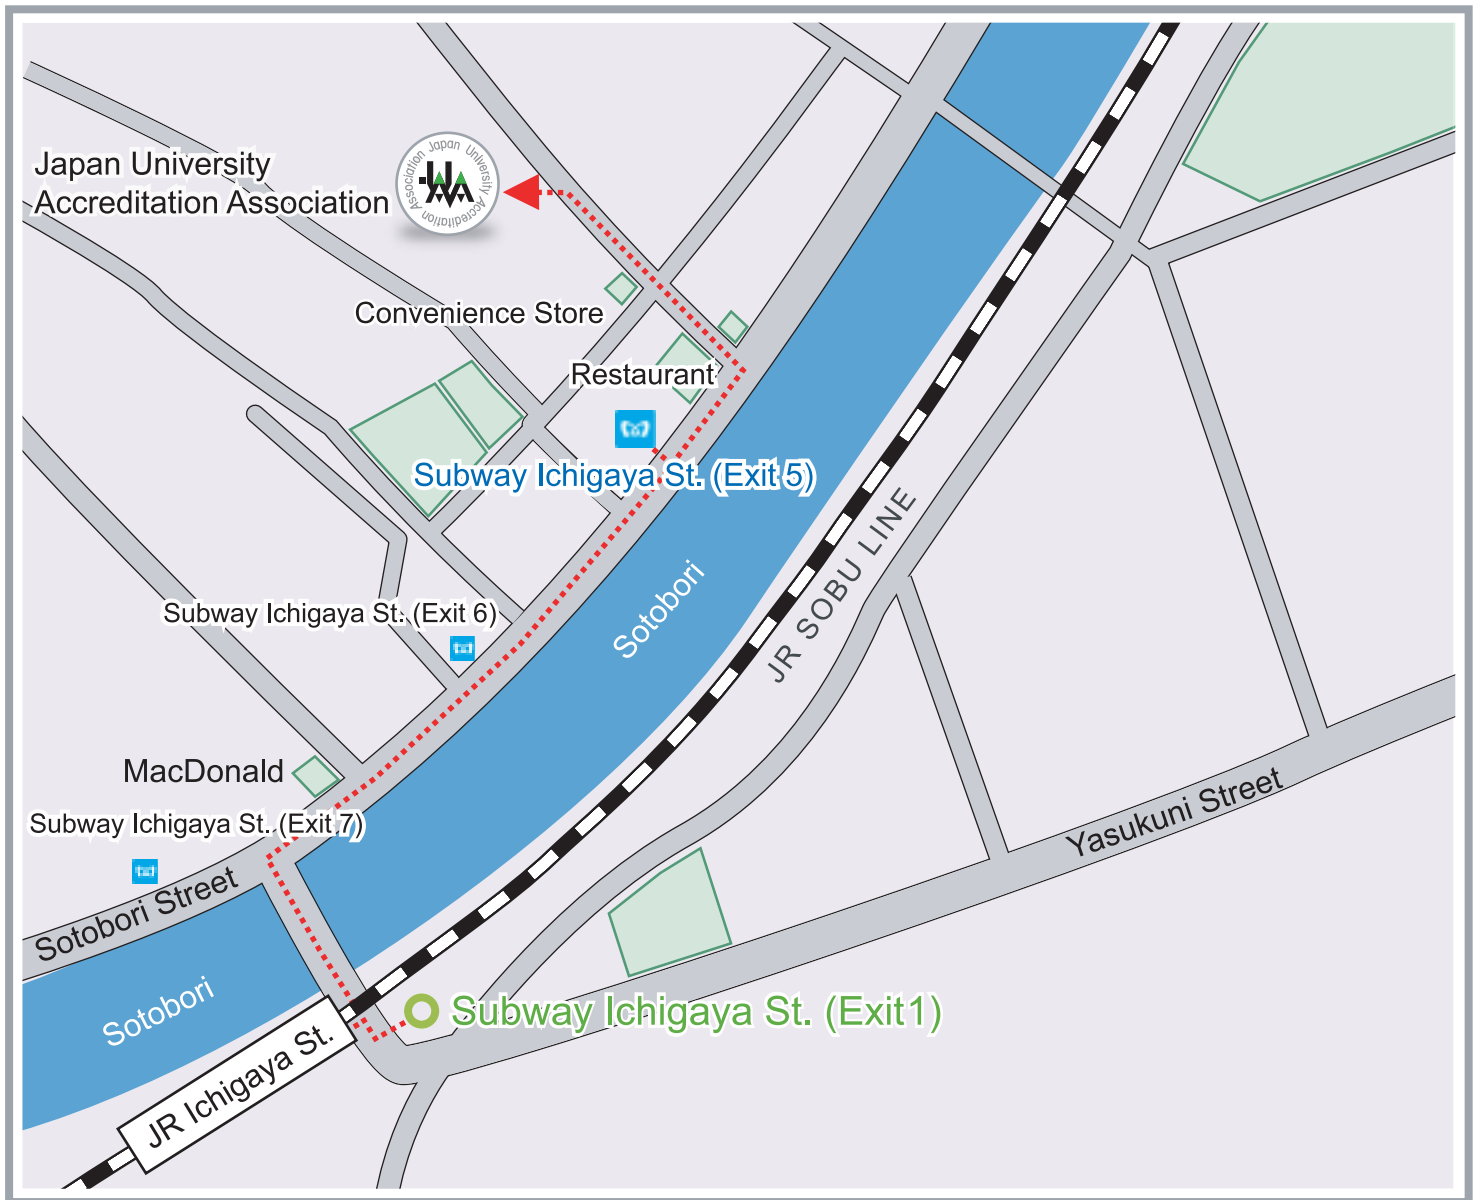 Japan University
Accreditation Association
Japan University Accreditation Association
JUAA
Convenience Store
Restaurant
Subway Ichigaya St. (Exit 5)
Sotobori
JR SOBU LINE
Subway Ichigaya St. (Exit 6)
MacDonald
Subway Ichigaya St. (Exit 7)
Yasukuni Street
Sotobori Street
Sotobori
Subway Ichigaya St. (Exit1)
JR Ichigaya St.